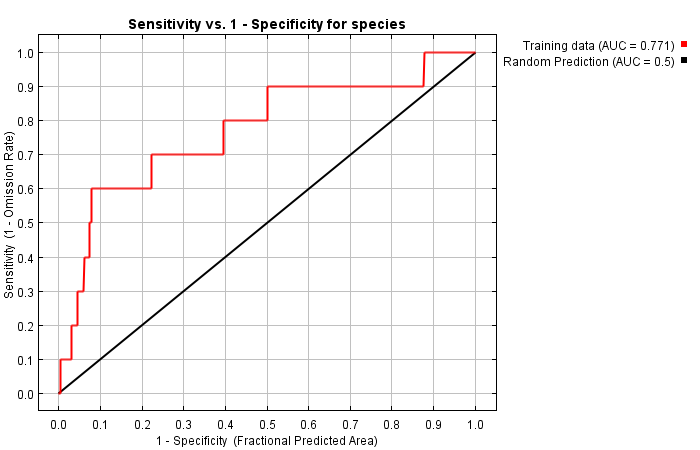 Sensitivity vs. 1 - Specificity for species
Training data (AUC = 0.771)
Random Prediction (AUC = 0.5)
Sensitivity (1 - Omission Rate)
1.0
0.9
0.8
0.7
0.6
0.5
0.4
0.3
0.2
0.1
0.0
0.0 0.1 0.2 0.3 0.4 0.5 0.6 0.7 0.8 0.9 1.0
1 - Specificity (Fractional Predicted Area)